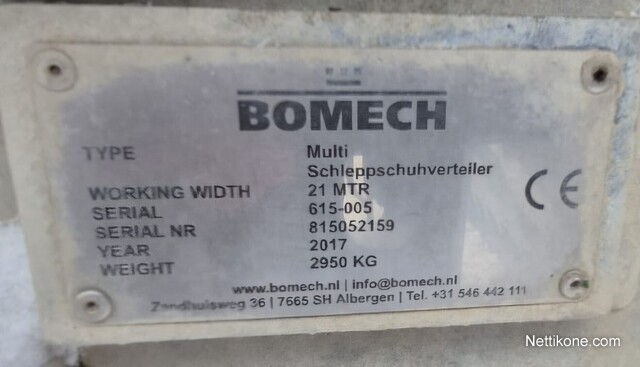 BOMECH
TYPE Multi
Schleppschuhverteiler
WORKING WIDTH 21 MTR
SERIAL 615-005
SERIAL NR 815052159
YEAR 2017
WEIGHT 2950 KG
CE
www.bomech.nl | info@bomech.nl
Zandhuisweg 36 | 7665 SH Albergen | Tel. +31 546 442 111
Nettikone.com